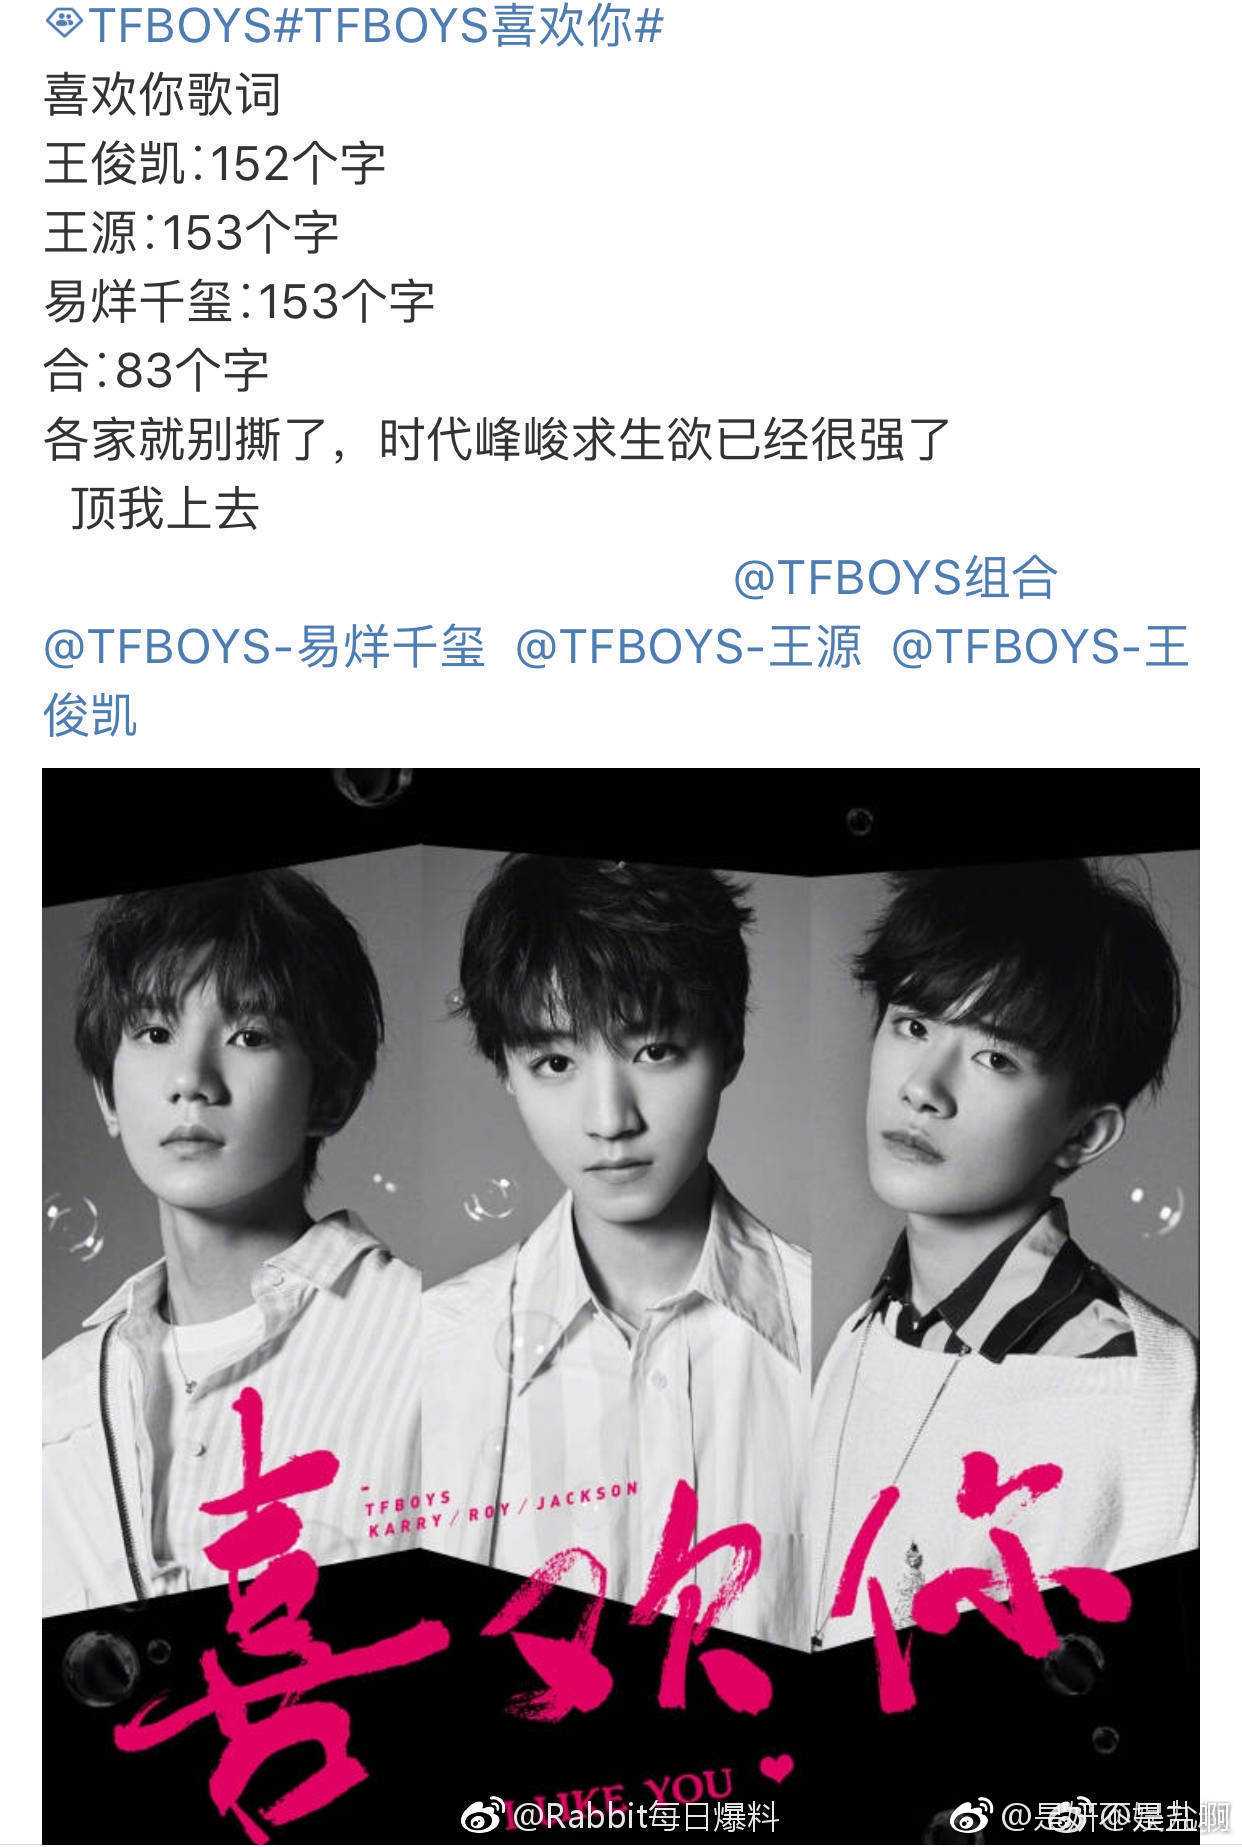 TFBOYS#TFBOYS喜欢你#
喜欢你歌词
王俊凯:152个字
王源:153个字
易烊千玺:153个字
合:83个字
各家就别撕了，时代峰峻求生欲已经很强了
顶我上去
@TFBOYS组合
@TFBOYS-易烊千玺 @TFBOYS-王源 @TFBOYS-王
俊凯
TFBOYS
KARRY/ROY/JACKSON
喜欢你
I LIKE YOU
@Rabbit每日爆料